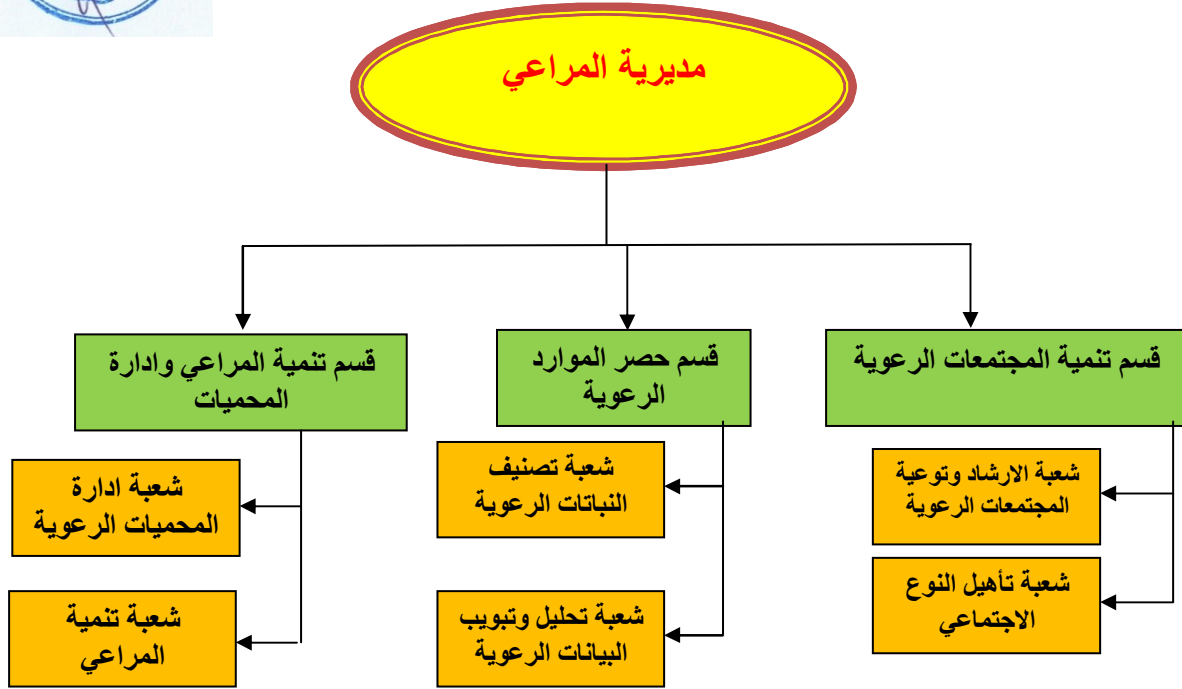 مديرية المراعي
قسم تنمية المجتمعات الرعوية
قسم حصر الموارد
الرعوية
قسم تنمية المراعي وادارة
المحميات
شعبة الارشاد وتوعية
المجتمعات الرعوية
شعبة تأهيل النوع
الاجتماعي
شعبة تصنيف
النباتات الرعوية
شعبة تحليل وتبويب
البيانات الرعوية
شعبة ادارة
المحميات الرعوية
شعبة تنمية
المراعي